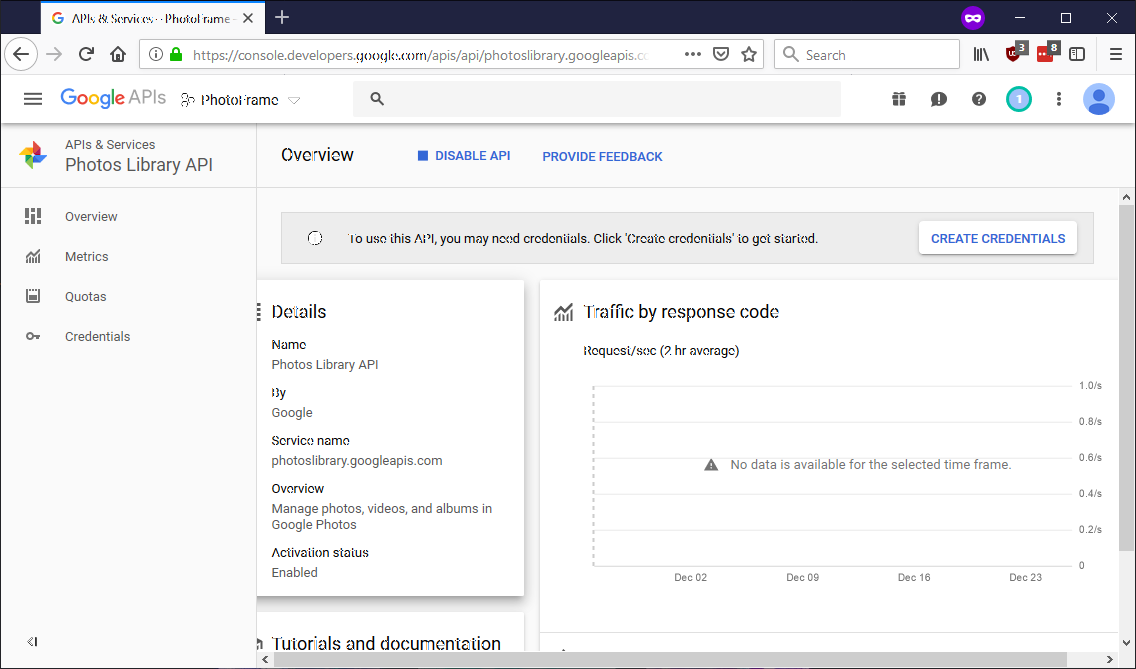 APIs & Services - PhotoFrame -
https://console.developers.google.com/apis/api/photoslibrary.googleapis.co
Search
3
8
Google APIs
PhotoFrame
1
APIs & Services
Photos Library API
Overview
DISABLE API
PROVIDE FEEDBACK
Overview
Metrics
Quotas
Credentials
To use this API, you may need credentials. Click 'Create credentials' to get started.
CREATE CREDENTIALS
Details
Name
Photos Library API
By
Google
Service name
photoslibrary.googleapis.com
Overview
Manage photos, videos, and albums in
Google Photos
Activation status
Enabled
Tutorials and documentation
Traffic by response code
Request/sec (2 hr average)
1.0/s
0.8/s
0.6/s
0.4/s
0.2/s
0
No data is available for the selected time frame.
Dec 02
Dec 09
Dec 16
Dec 23